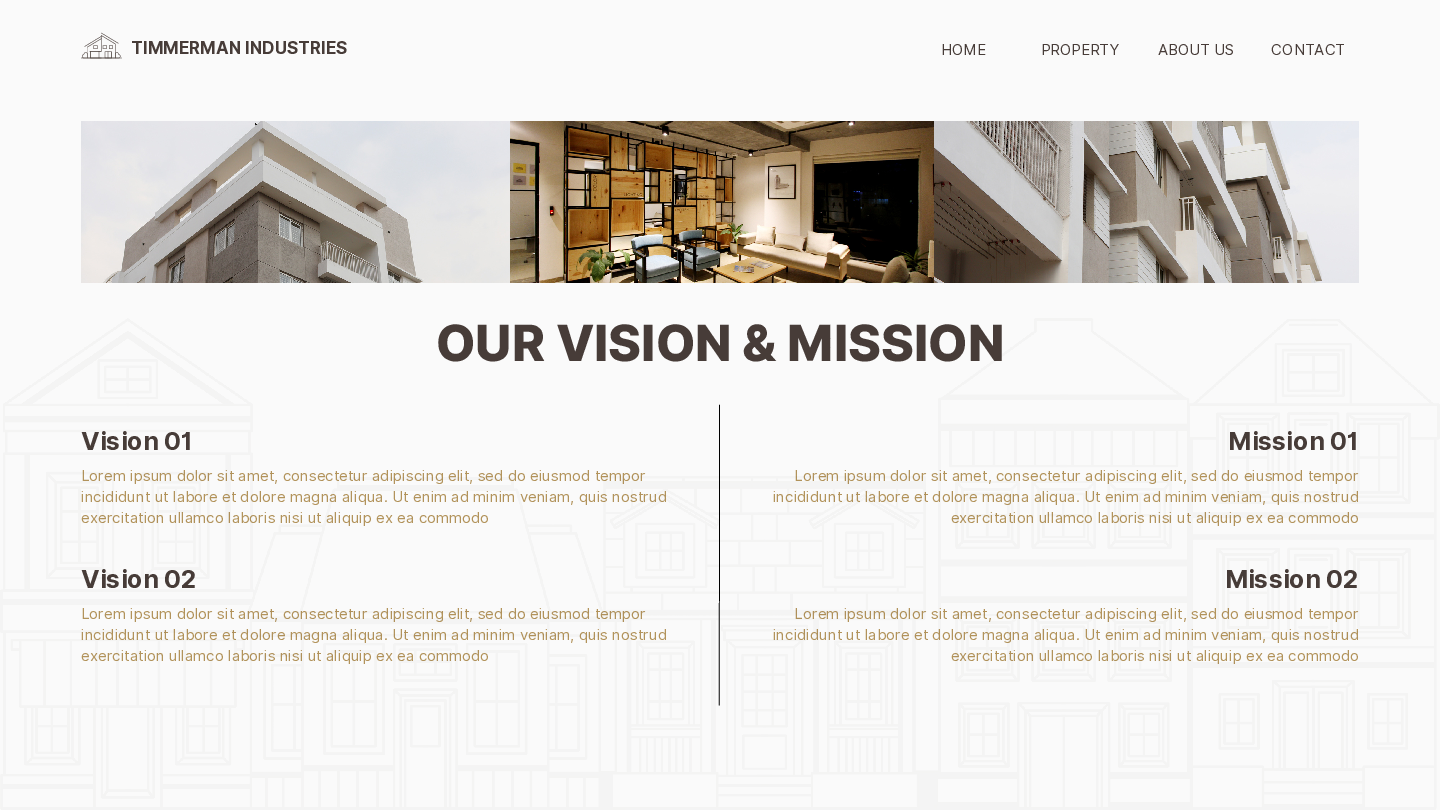 TIMMERMAN INDUSTRIES
HOME
PROPERTY
ABOUT US
CONTACT
OUR VISION & MISSION
Vision 01
Lorem ipsum dolor sit amet, consectetur adipiscing elit, sed do eiusmod tempor
incididunt ut labore et dolore magna aliqua. Ut enim ad minim veniam, quis nostrud
exercitation ullamco laboris nisi ut aliquip ex ea commodo
Vision 02
Lorem ipsum dolor sit amet, consectetur adipiscing elit, sed do eiusmod tempor
incididunt ut labore et dolore magna aliqua. Ut enim ad minim veniam, quis nostrud
exercitation ullamco laboris nisi ut aliquip ex ea commodo
Mission 01
Lorem ipsum dolor sit amet, consectetur adipiscing elit, sed do eiusmod tempor
incididunt ut labore et dolore magna aliqua. Ut enim ad minim veniam, quis nostrud
exercitation ullamco laboris nisi ut aliquip ex ea commodo
Mission 02
Lorem ipsum dolor sit amet, consectetur adipiscing elit, sed do eiusmod tempor
incididunt ut labore et dolore magna aliqua. Ut enim ad minim veniam, quis nostrud
exercitation ullamco laboris nisi ut aliquip ex ea commodo